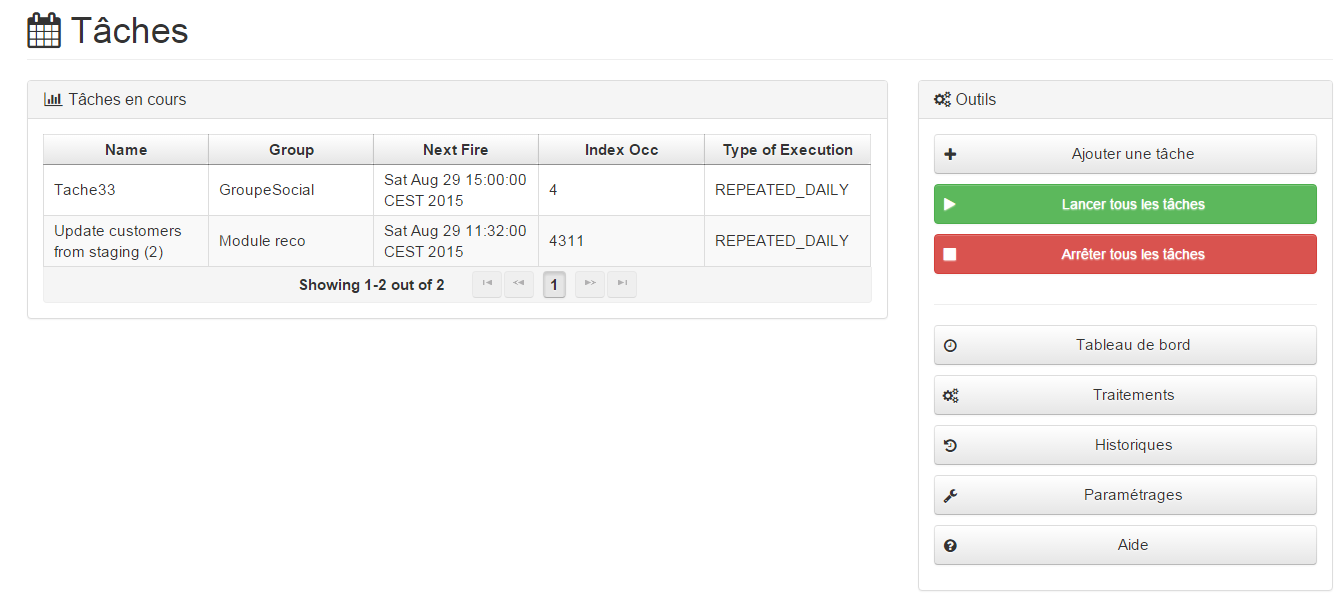 Tâches
Tâches en cours
Name Group Next Fire Index Occ Type of Execution
Tache33 GroupeSocial Sat Aug 29 15:00:00 4 REPEATED_DAILY
CEST 2015
Update customers Module reco Sat Aug 29 11:32:00 4311 REPEATED_DAILY
from staging (2) CEST 2015
Showing 1-2 out of 2 1
Outils
Ajouter une tâche
Lancer tous les tâches
Arrêter tous les tâches
Tableau de bord
Traitements
Historiques
Paramétrages
Aide